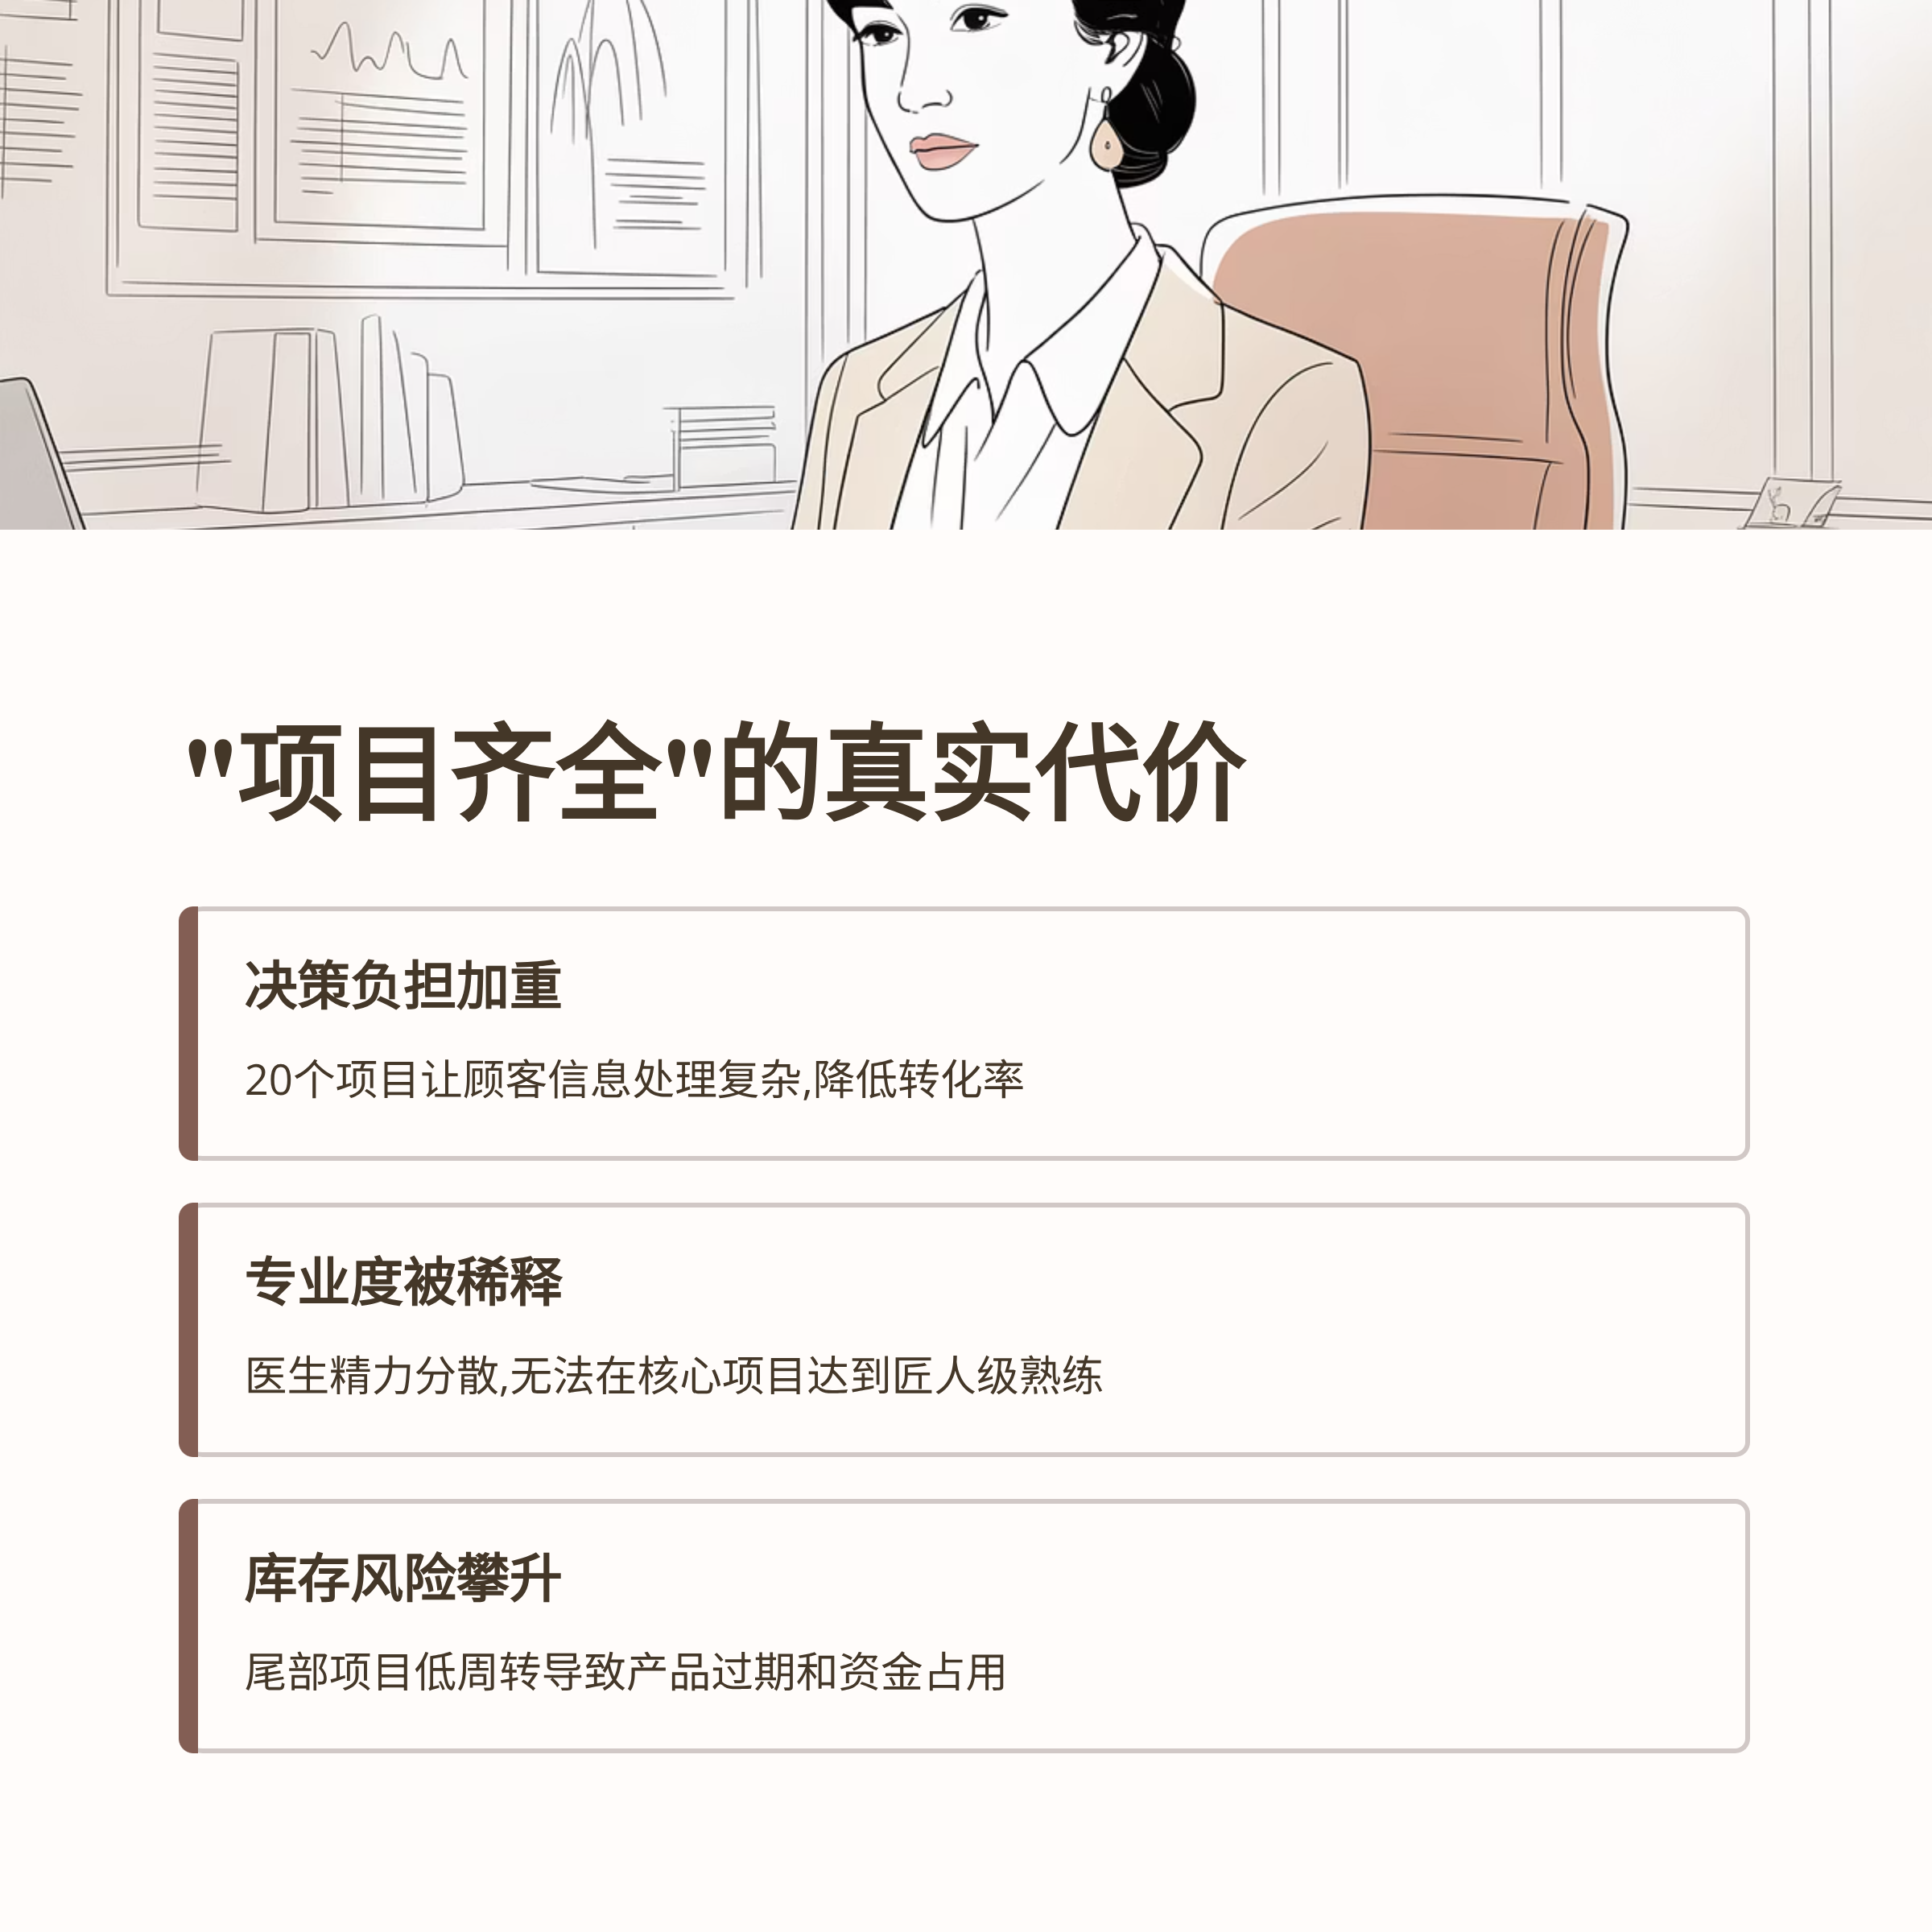 "项目齐全"的真实代价
决策负担加重
20个项目让顾客信息处理复杂,降低转化率
专业度被稀释
医生精力分散,无法在核心项目达到匠人级熟练
库存风险攀升
尾部项目低周转导致产品过期和资金占用